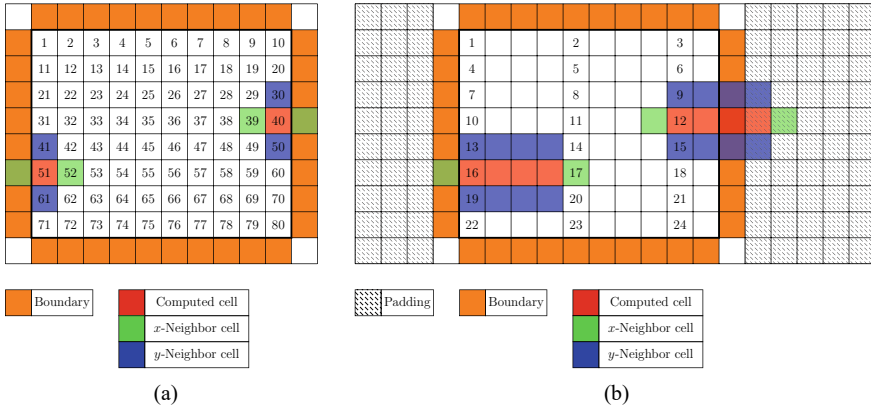 1 2 3 4 5 6 7 8 9 10 1 2 3
11 12 13 14 15 16 17 18 19 20 4 5 6
21 22 23 24 25 26 27 28 29 30 7 8 9
31 32 33 34 35 36 37 38 39 40 10 11 12
41 42 43 44 45 46 47 48 49 50 13 14 15
51 52 53 54 55 56 57 58 59 60 16 17 18
61 62 63 64 65 66 67 68 69 70 19 20 21
71 72 73 74 75 76 77 78 79 80 22 23 24
Boundary Computed cell Padding Boundary Computed cell
x-Neighbor cell x-Neighbor cell
y-Neighbor cell y-Neighbor cell
(a) (b)